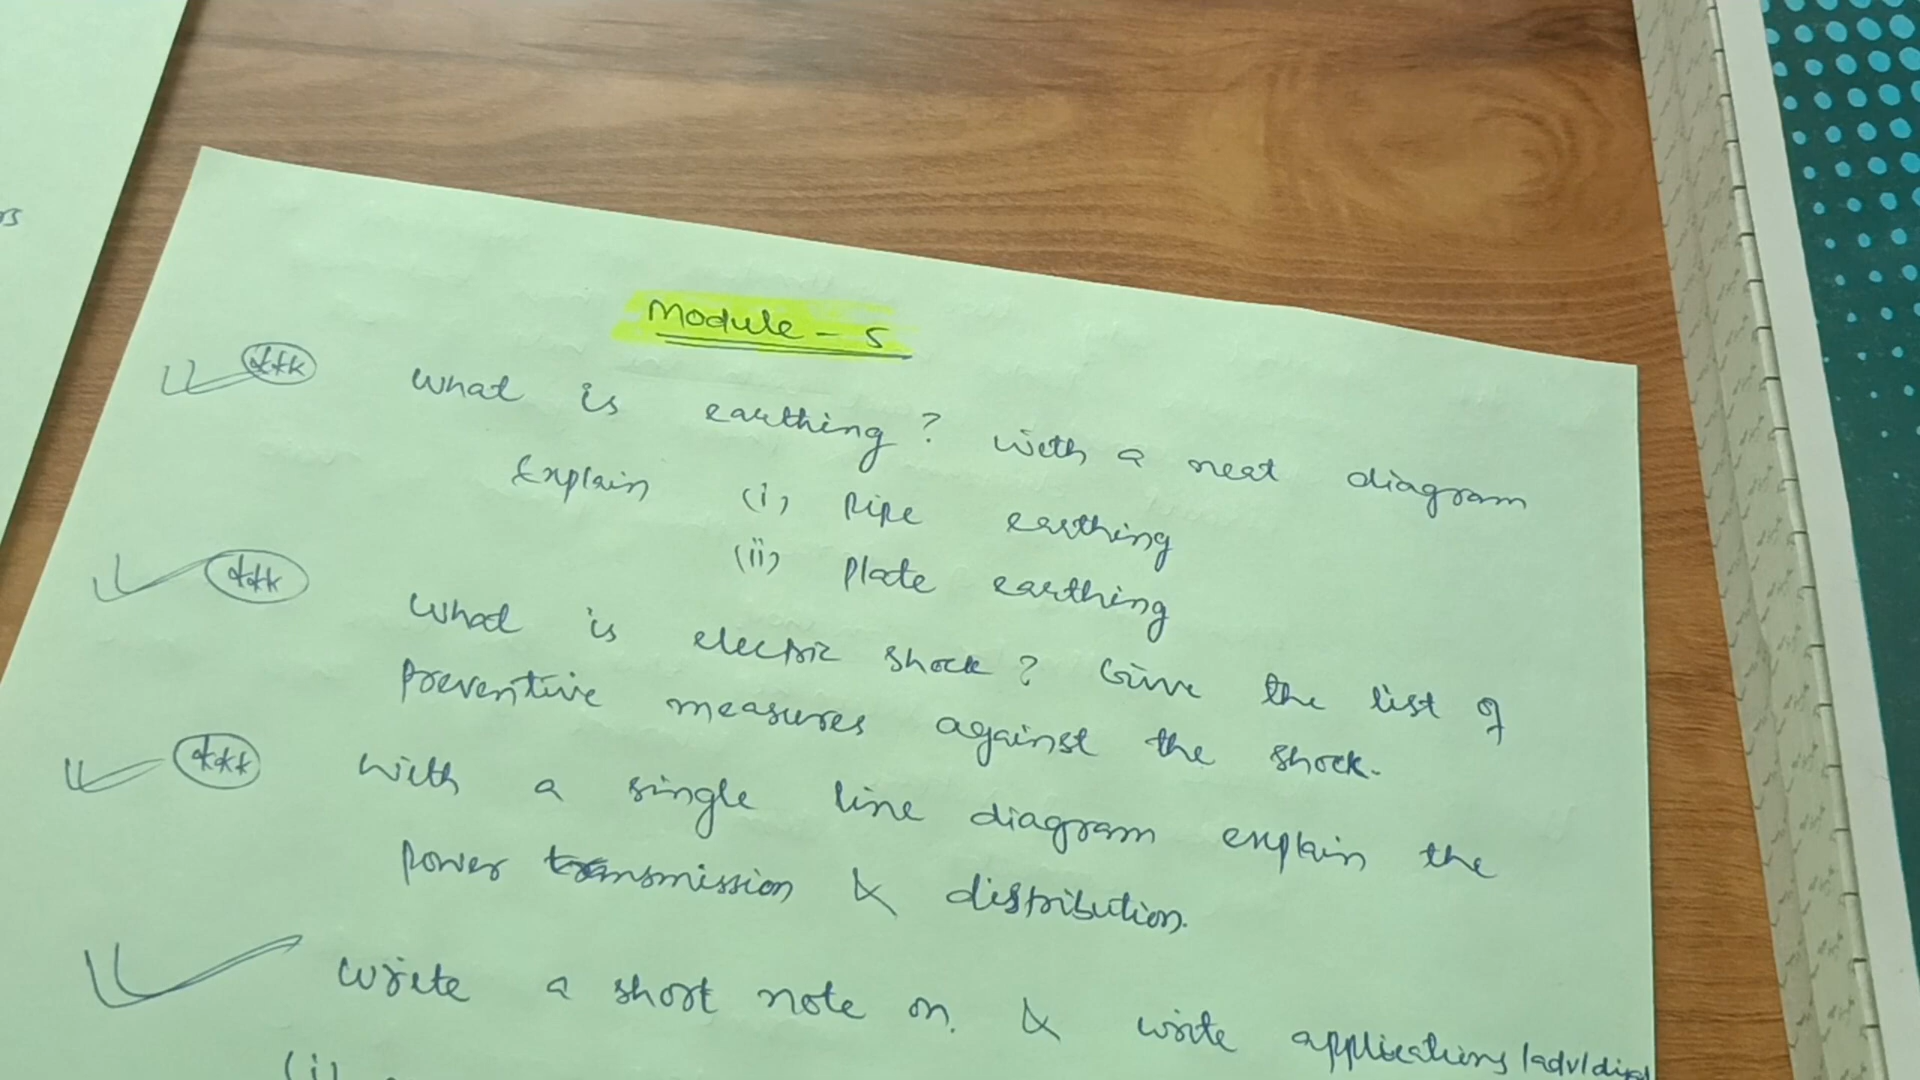 Module - 5
*** What is earthing? With a neat diagram
Explain (i) Pipe earthing
(ii) Plate earthing
*** What is electric shock? Give the list of
preventive measures against the shock.
*** With a single line diagram explain the
power transmission & distribution.
Write a short note on. & write applications/adv/disa
(i)